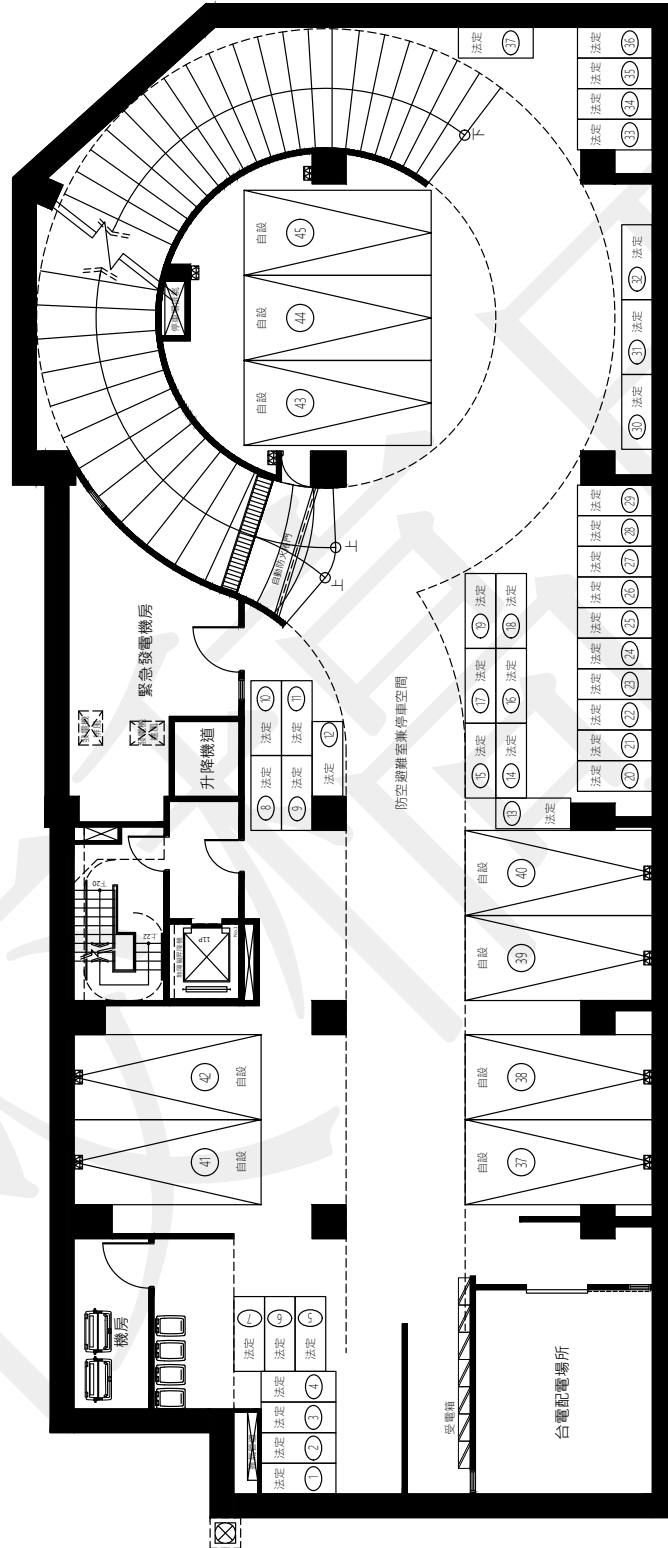 法定 37
法定 36
法定 35
法定 34
法定 33
下
自設 45
自設 44
自設 43
法定 32
法定 31
法定 30
自動防火
上
上
法定 29
法定 28
法定 27
法定 26
法定 25
法定 24
法定 23
法定 22
法定 21
法定 20
緊急發電機房
升降機道
法定 10
法定 11
法定 8
法定 9
法定 12
防空避難室兼停車空間
法定 19
法定 18
法定 17
法定 16
法定 15
法定 14
法定 13
下20
上22
11P
No.1
自設 40
自設 39
自設 42
自設 41
自設 38
自設 37
機房
法定 7
法定 6
法定 5
法定 4
法定 3
法定 2
法定 1
受電箱
台電配電場所